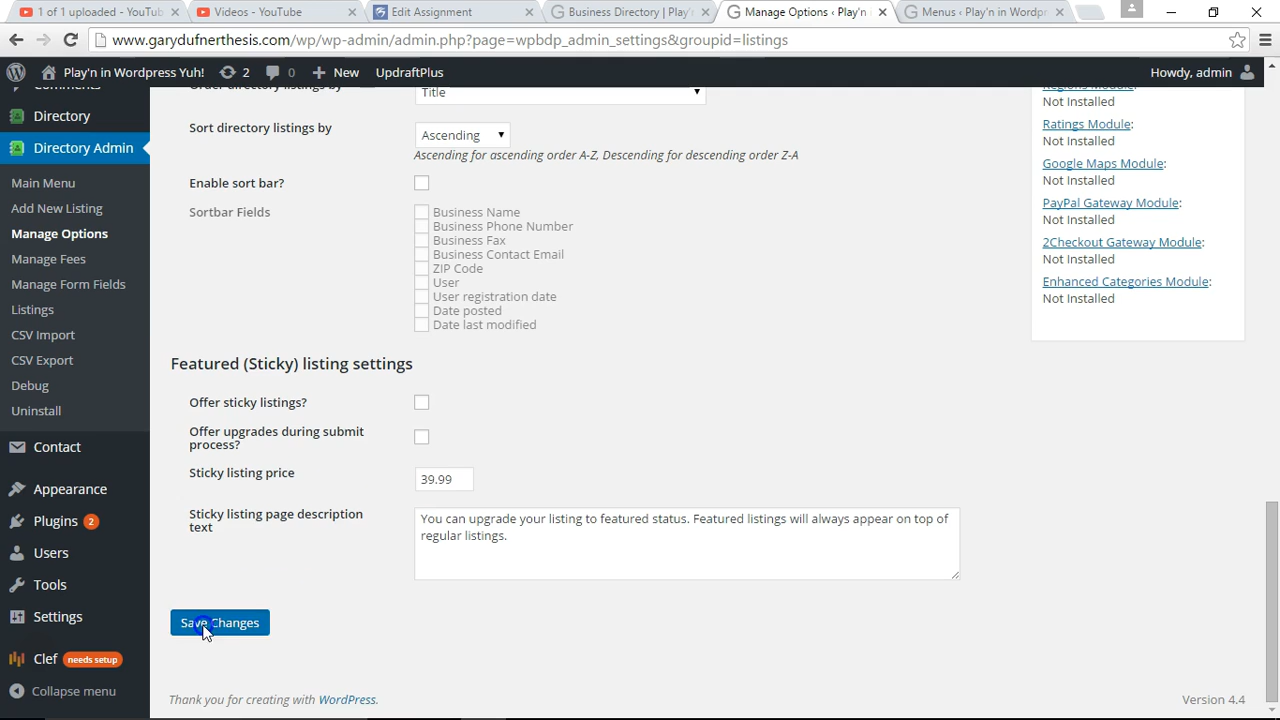 1 of 1 uploaded - YouTub
Videos - YouTube
Edit Assignment
Business Directory | Play'
Manage Options ‹ Play'n
Menus ‹ Play'n in Wordpr
www.garydufnerthesis.com/wp/wp-admin/admin.php?page=wpbdp_admin_settings&groupid=listings
Play'n in Wordpress Yuh! 2 0 New UpdraftPlus Howdy, admin
Comments
Directory
Directory Admin
Main Menu
Add New Listing
Manage Options
Manage Fees
Manage Form Fields
Listings
CSV Import
CSV Export
Debug
Uninstall
Contact
Appearance
Plugins 2
Users
Tools
Settings
Clef needs setup
Collapse menu
Order directory listings by
Title
Sort directory listings by
Ascending
Ascending for ascending order A-Z, Descending for descending order Z-A
Enable sort bar?
Sortbar Fields
Business Name
Business Phone Number
Business Fax
Business Contact Email
ZIP Code
User
User registration date
Date posted
Date last modified
Featured (Sticky) listing settings
Offer sticky listings?
Offer upgrades during submit
process?
Sticky listing price
39.99
Sticky listing page description
text
You can upgrade your listing to featured status. Featured listings will always appear on top of
regular listings.
Save Changes
Thank you for creating with WordPress.
Version 4.4
Regions Module:
Not Installed
Ratings Module:
Not Installed
Google Maps Module:
Not Installed
PayPal Gateway Module:
Not Installed
2Checkout Gateway Module:
Not Installed
Enhanced Categories Module:
Not Installed